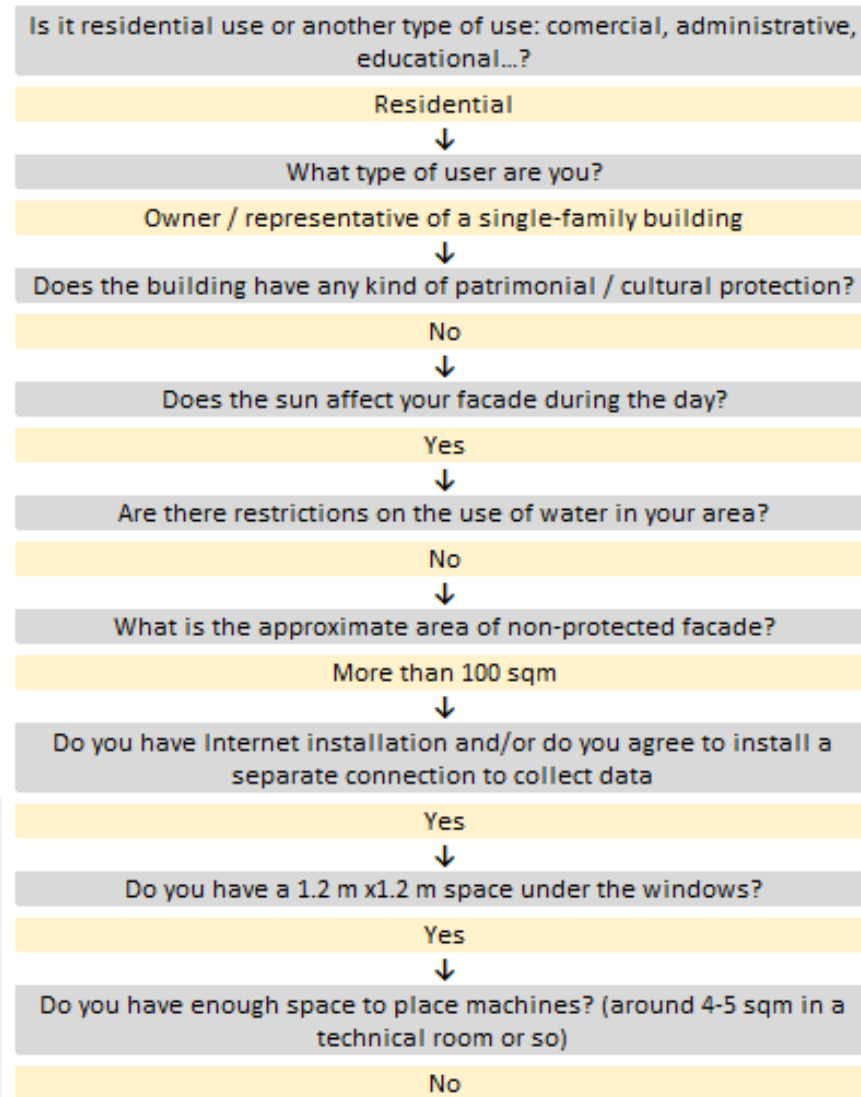 Is it residential use or another type of use: comercial, administrative,
educational...?
Residential
↓
What type of user are you?
Owner / representative of a single-family building
↓
Does the building have any kind of patrimonial / cultural protection?
No
↓
Does the sun affect your facade during the day?
Yes
↓
Are there restrictions on the use of water in your area?
No
↓
What is the approximate area of non-protected facade?
More than 100 sqm
↓
Do you have Internet installation and/or do you agree to install a
separate connection to collect data
Yes
↓
Do you have a 1.2 m x1.2 m space under the windows?
Yes
↓
Do you have enough space to place machines? (around 4-5 sqm in a
technical room or so)
No